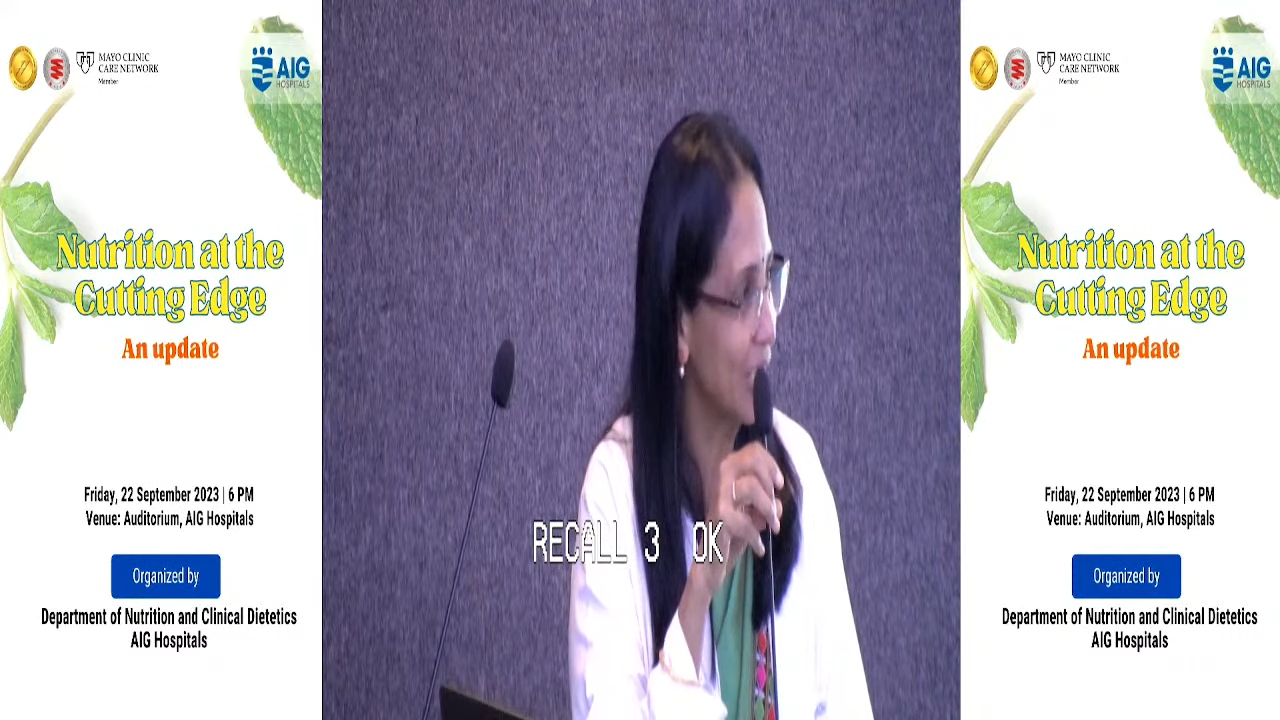 MAYO CLINIC
CARE NETWORK
Member
AIG
HOSPITALS
Nutrition at the
Cutting Edge
An update
Friday, 22 September 2023 | 6 PM
Venue: Auditorium, AIG Hospitals
Organized by
Department of Nutrition and Clinical Dietetics
AIG Hospitals
RECALL 3 OK
MAYO CLINIC
CARE NETWORK
Member
AIG
HOSPITALS
Nutrition at the
Cutting Edge
An update
Friday, 22 September 2023 | 6 PM
Venue: Auditorium, AIG Hospitals
Organized by
Department of Nutrition and Clinical Dietetics
AIG Hospitals